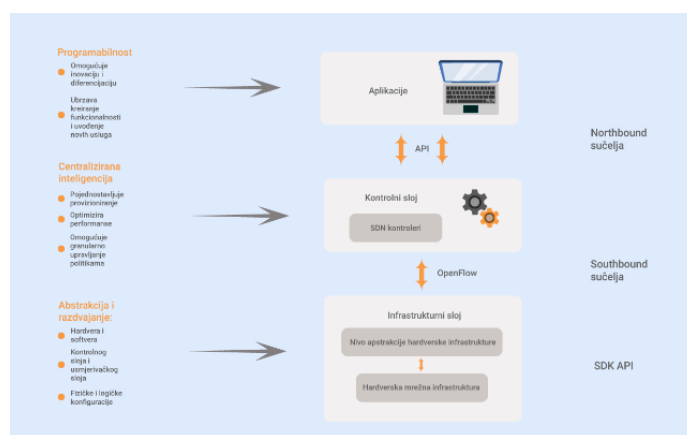 Programabilnost
Omogućuje
inovaciju i
diferencijaciju
Ubrzava
kreiranje
funkcionalnosti
i uvođenje
novih usluga
Aplikacije
API
Northbound
sučelja
Centralizirana
inteligencija
Pojednostavljuje
provizioniranje
Optimizira
performanse
Omogućuje
granularno
upravljanje
politikama
Kontrolni sloj
SDN kontroleri
OpenFlow
Southbound
sučelja
Abstrakcija i
razdvajanje:
Hardvera i
softvera
Kontrolnog
sloja i
usmjerivačkog
sloja
Fizičke i logičke
konfiguracije
Infrastrukturni sloj
Nivo apstrakcije hardverske infrastrukture
Hardverska mrežna infrastruktura
SDK API